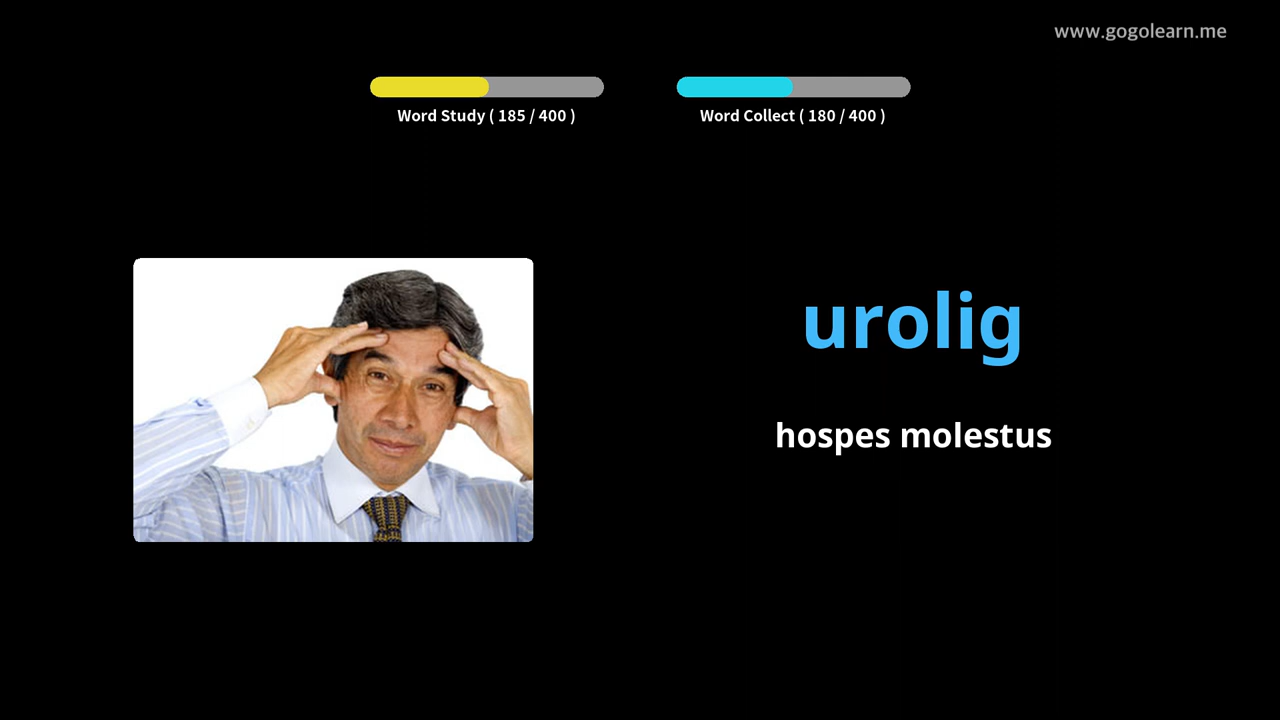 www.gogolearn.me
Word Study ( 185 / 400 )
Word Collect ( 180 / 400 )
urolig
hospes molestus